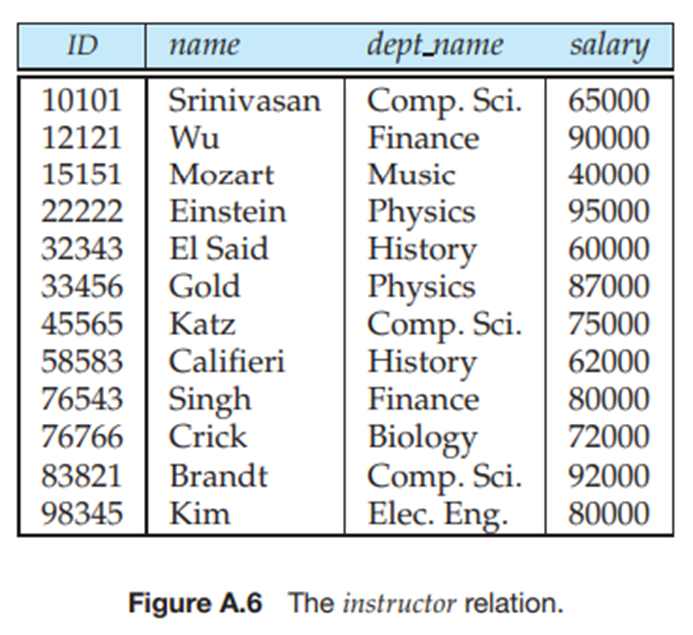 ID name dept_name salary
10101 Srinivasan Comp. Sci. 65000
12121 Wu Finance 90000
15151 Mozart Music 40000
22222 Einstein Physics 95000
32343 El Said History 60000
33456 Gold Physics 87000
45565 Katz Comp. Sci. 75000
58583 Califieri History 62000
76543 Singh Finance 80000
76766 Crick Biology 72000
83821 Brandt Comp. Sci. 92000
98345 Kim Elec. Eng. 80000
Figure A.6 The instructor relation.